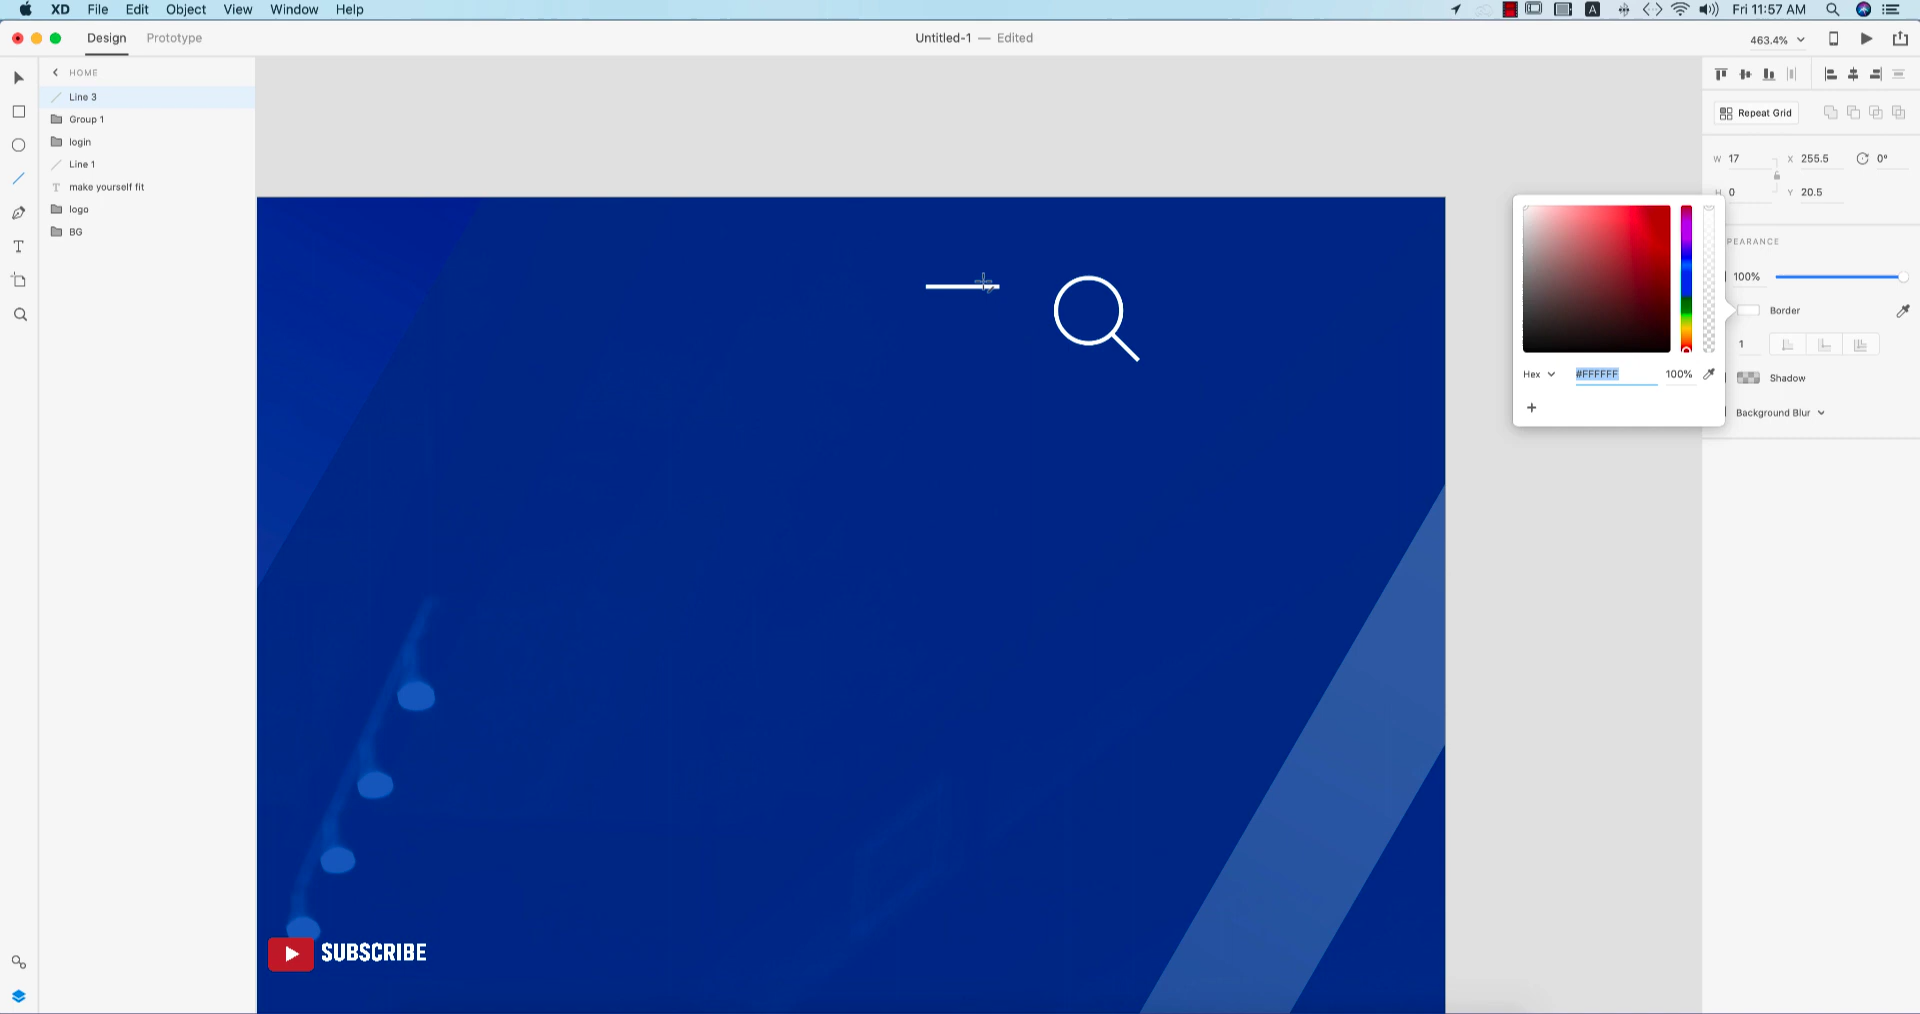 XD File Edit Object View Window Help
A Fri 11:57 AM
Design Prototype
Untitled-1 — Edited
463.4%
HOME
Line 3
Group 1
login
Line 1
make yourself fit
logo
BG
Repeat Grid
W 17 X 255.5 0°
H 0 Y 20.5
PEARANCE
100%
Border
1
Hex #FFFFFF 100%
Shadow
+
Background Blur
SUBSCRIBE